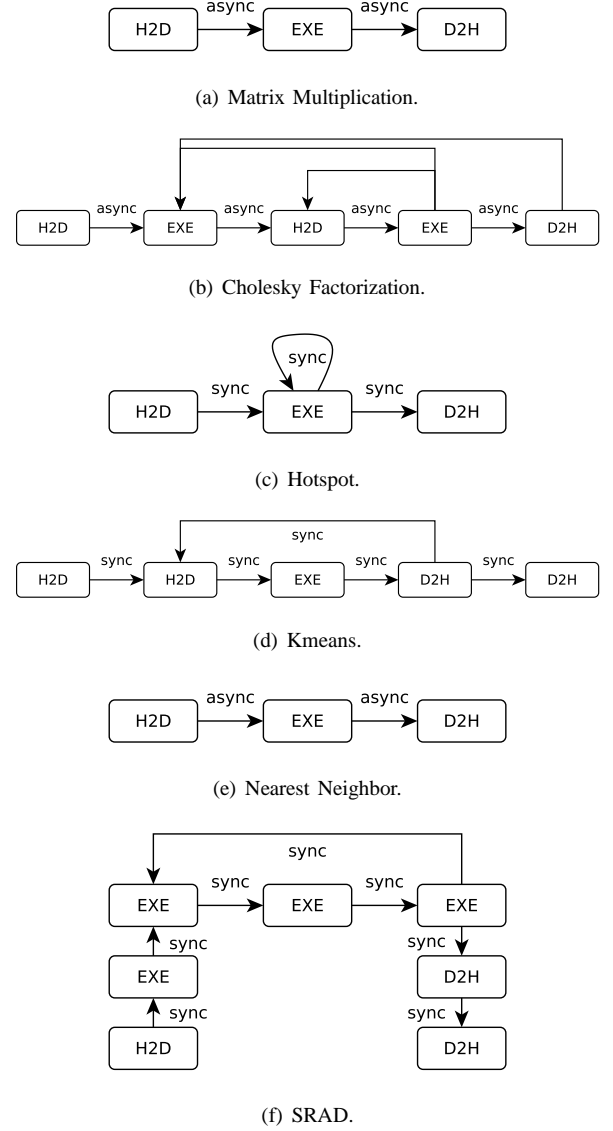 async async
H2D EXE D2H
(a) Matrix Multiplication.
async async async async
H2D EXE H2D EXE D2H
(b) Cholesky Factorization.
sync
sync sync
H2D EXE D2H
(c) Hotspot.
sync
sync sync sync sync
H2D H2D EXE D2H D2H
(d) Kmeans.
async async
H2D EXE D2H
(e) Nearest Neighbor.
sync
sync sync
EXE EXE EXE
sync sync
EXE D2H
sync sync
H2D D2H
(f) SRAD.